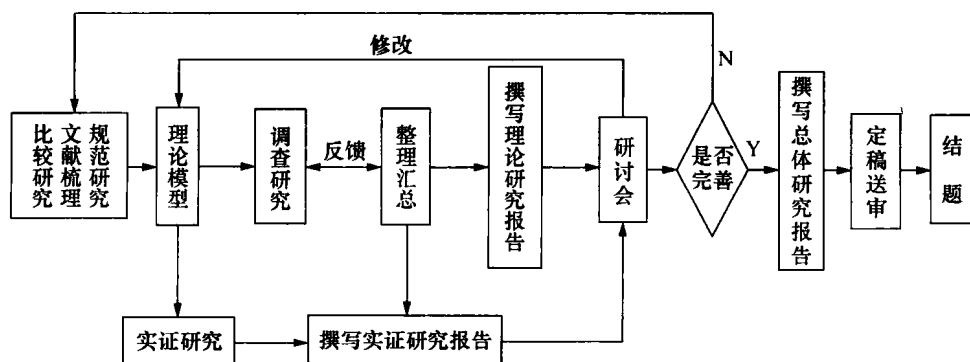 N
修改
规范研究
文献梳理
比较研究
理论模型
调查研究
反馈
整理汇总
撰写理论研究报告
研讨会
是否
完善
Y
撰写总体研究报告
定稿送审
结题
实证研究
撰写实证研究报告